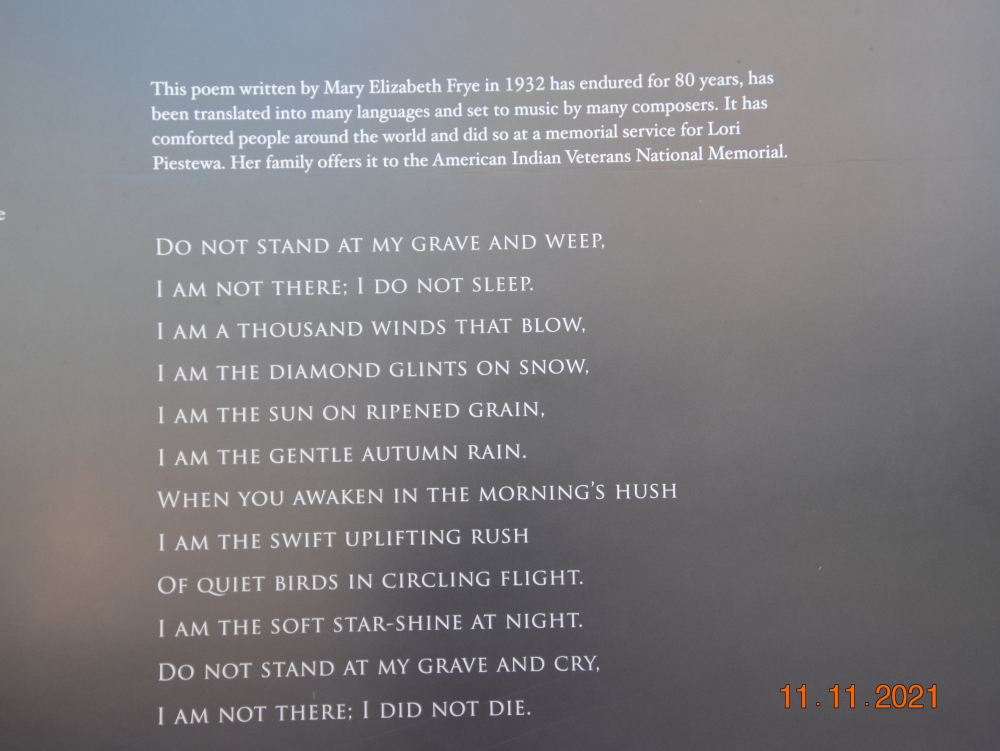 This poem written by Mary Elizabeth Frye in 1932 has endured for 80 years, has
been translated into many languages and set to music by many composers. It has
comforted people around the world and did so at a memorial service for Lori
Piestewa. Her family offers it to the American Indian Veterans National Memorial.
e
DO NOT STAND AT MY GRAVE AND WEEP,
I AM NOT THERE; I DO NOT SLEEP.
I AM A THOUSAND WINDS THAT BLOW,
I AM THE DIAMOND GLINTS ON SNOW,
I AM THE SUN ON RIPENED GRAIN,
I AM THE GENTLE AUTUMN RAIN.
WHEN YOU AWAKEN IN THE MORNING'S HUSH
I AM THE SWIFT UPLIFTING RUSH
OF QUIET BIRDS IN CIRCLING FLIGHT.
I AM THE SOFT STAR-SHINE AT NIGHT.
DO NOT STAND AT MY GRAVE AND CRY,
I AM NOT THERE; I DID NOT DIE.
11.11.2021